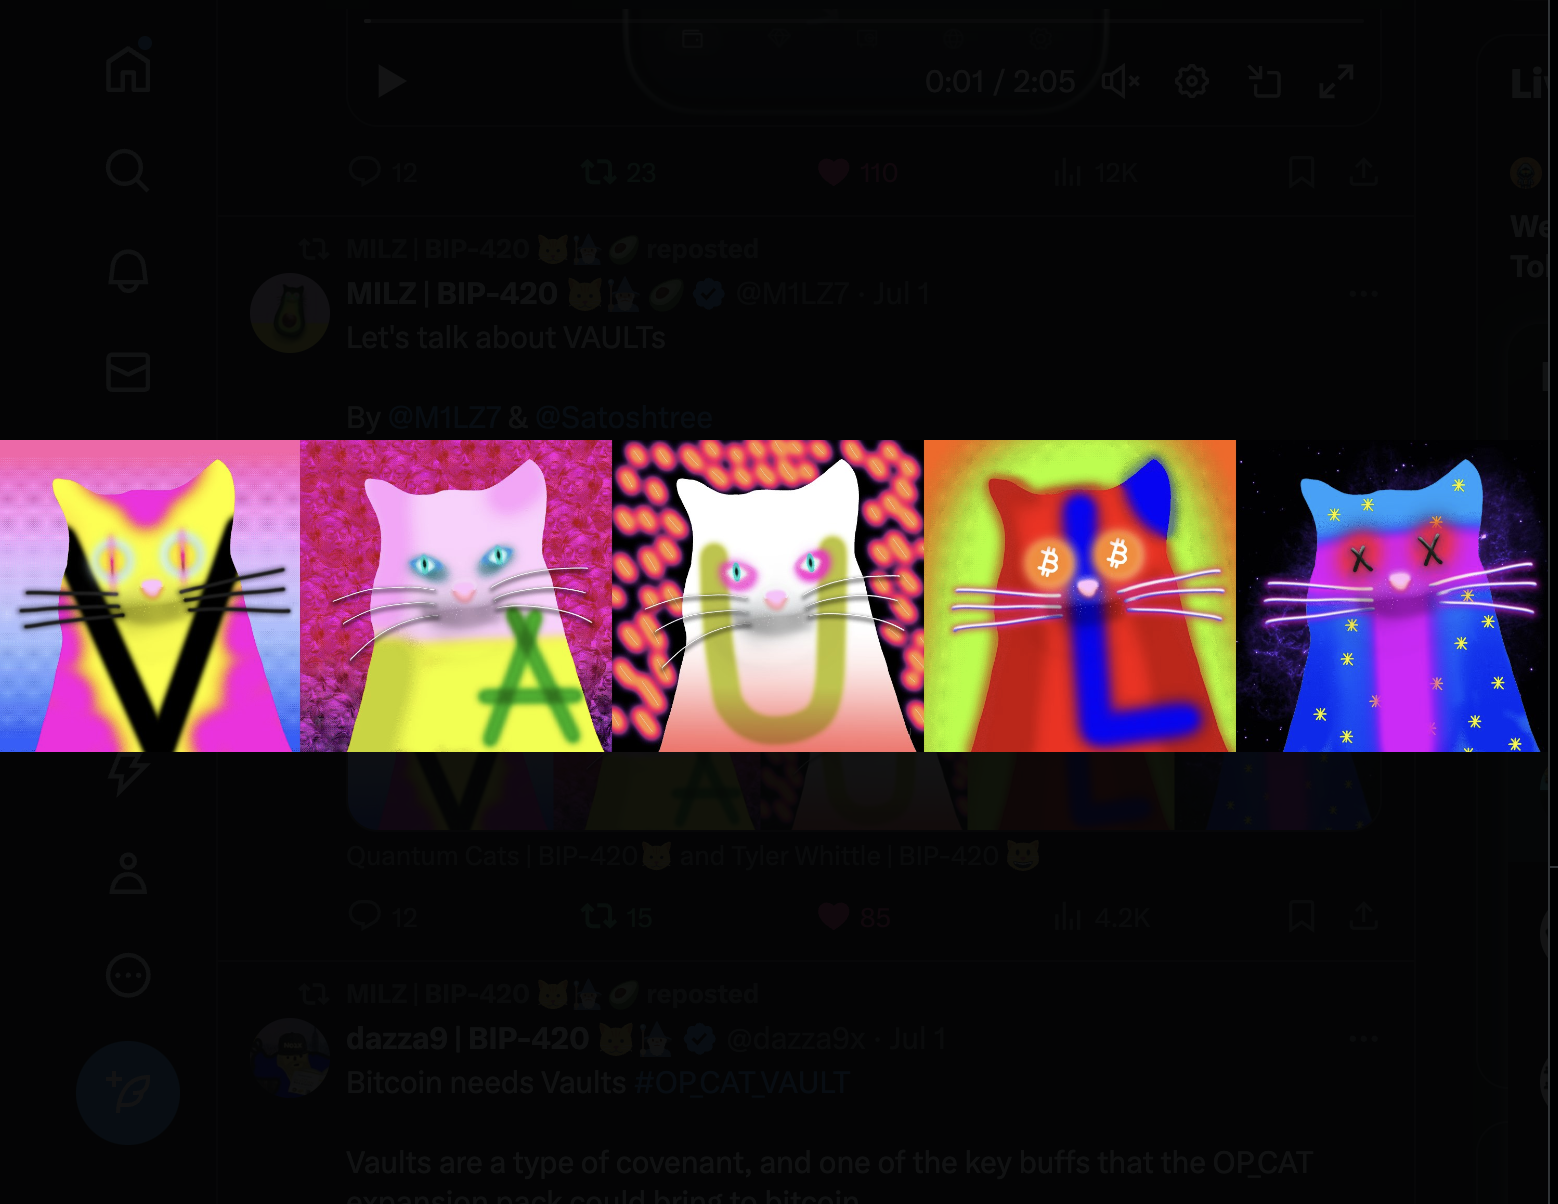 0:01 / 2:05
Li
12
23
110
12K
We
Tol
MILZ | BIP-420 reposted
MILZ | BIP-420 @M1LZ7 · Jul 1
Let's talk about VAULTs
By @M1LZ7 & @Satoshtree
V A U L
Quantum Cats | BIP-420 and Tyler Whittle | BIP-420
12
15
85
4.2K
MILZ | BIP-420 reposted
dazza9 | BIP-420 @dazza9x · Jul 1
Bitcoin needs Vaults #OP_CAT_VAULT
Vaults are a type of covenant, and one of the key buffs that the OP_CAT
expansion pack could bring to bitcoin